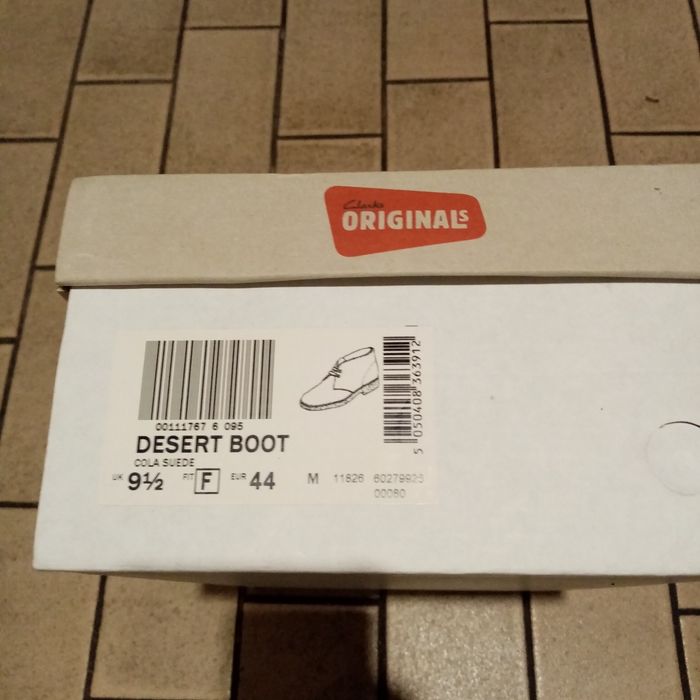 Clarks
ORIGINALS
00111767 6 095
DESERT BOOT
COLA SUEDE
UK 9½ FIT F EUR 44 M 11826 60279925
00080
5 050408 363912